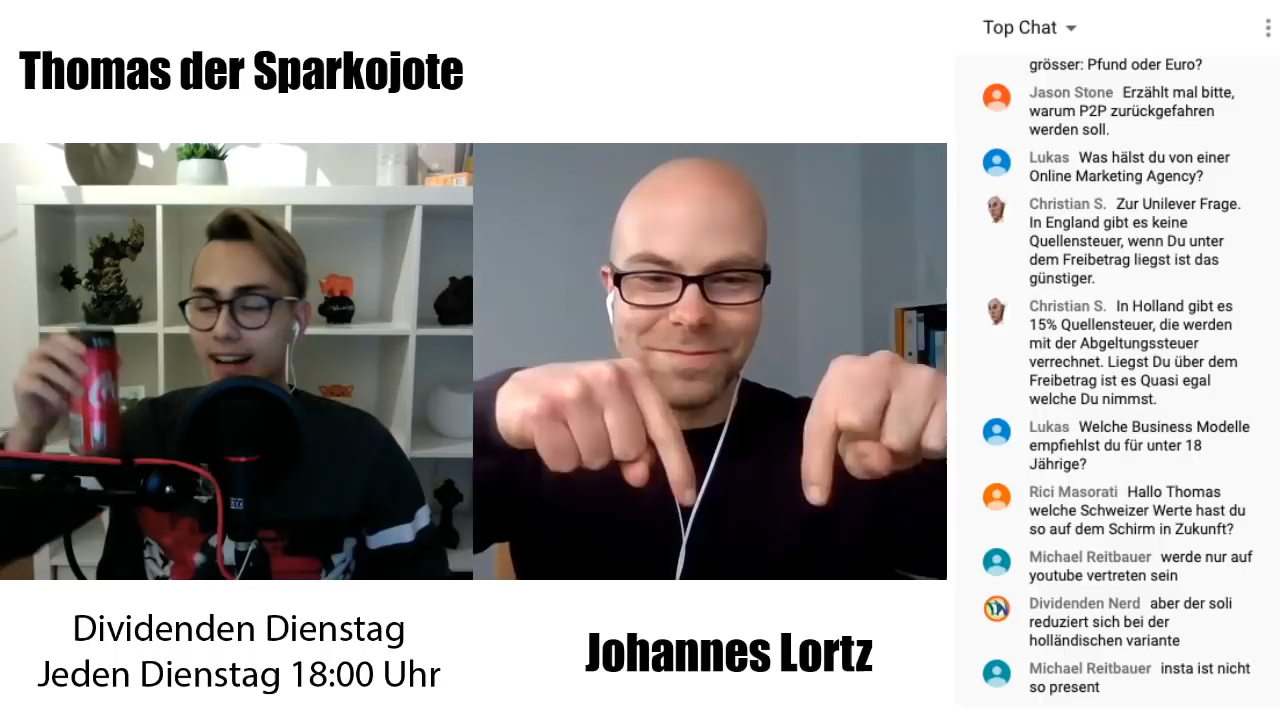 Thomas der Sparkojote
Dividenden Dienstag
Jeden Dienstag 18:00 Uhr
Johannes Lortz
Top Chat
grösser: Pfund oder Euro?
Jason Stone Erzählt mal bitte,
warum P2P zurückgefahren
werden soll.
Lukas Was hälst du von einer
Online Marketing Agency?
Christian S. Zur Unilever Frage.
In England gibt es keine
Quellensteuer, wenn Du unter
dem Freibetrag liegst ist das
günstiger.
Christian S. In Holland gibt es
15% Quellensteuer, die werden
mit der Abgeltungssteuer
verrechnet. Liegst Du über dem
Freibetrag ist es Quasi egal
welche Du nimmst.
Lukas Welche Business Modelle
empfiehlst du für unter 18
Jährige?
Rici Masorati Hallo Thomas
welche Schweizer Werte hast du
so auf dem Schirm in Zukunft?
Michael Reitbauer werde nur auf
youtube vertreten sein
Dividenden Nerd aber der soli
reduziert sich bei der
holländischen variante
Michael Reitbauer insta ist nicht
so present